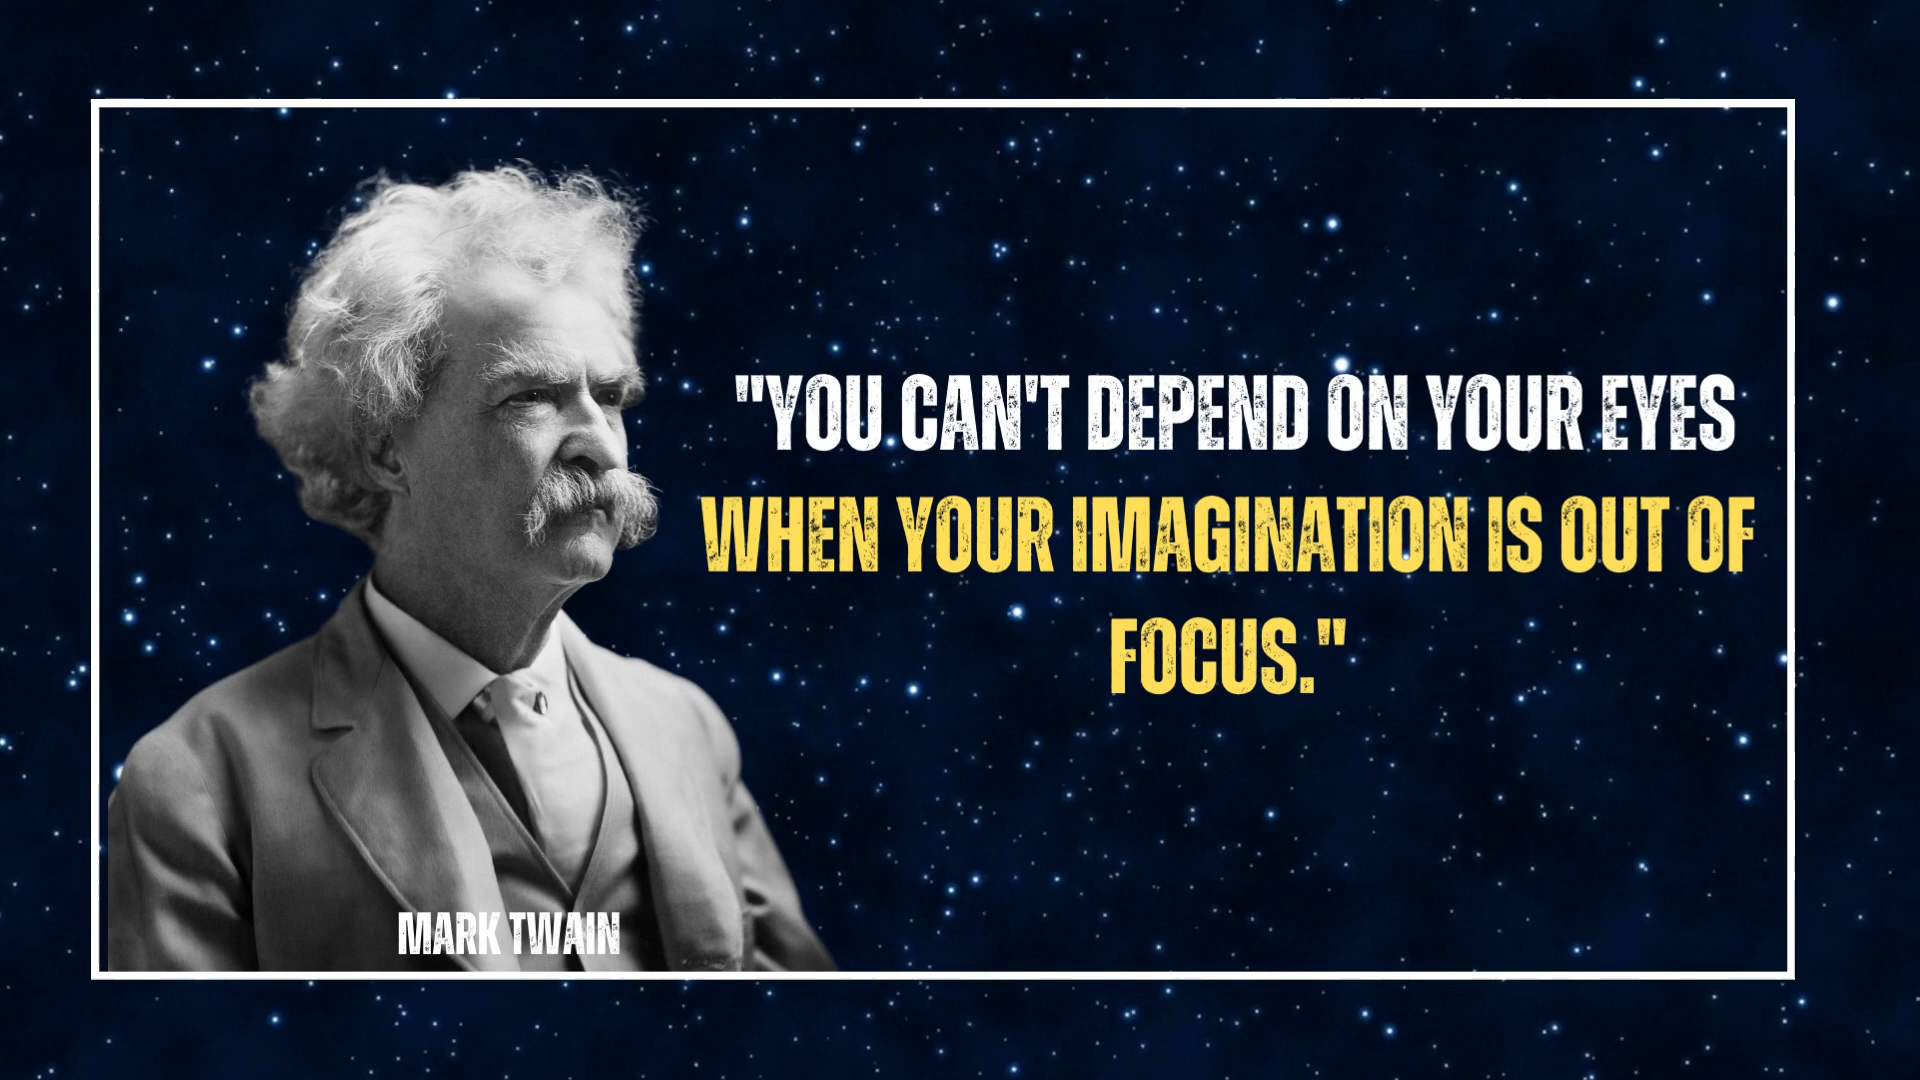 "YOU CAN'T DEPEND ON YOUR EYES
WHEN YOUR IMAGINATION IS OUT OF
FOCUS."
MARK TWAIN